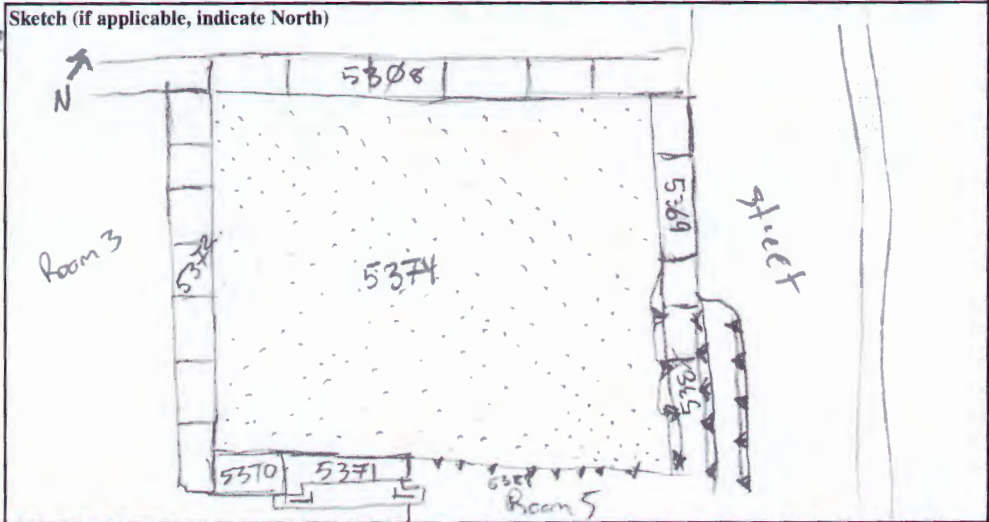 Sketch (if applicable, indicate North)
N
5308
5369
Street
Room 3
5372
5374
5370
5371
Room 5